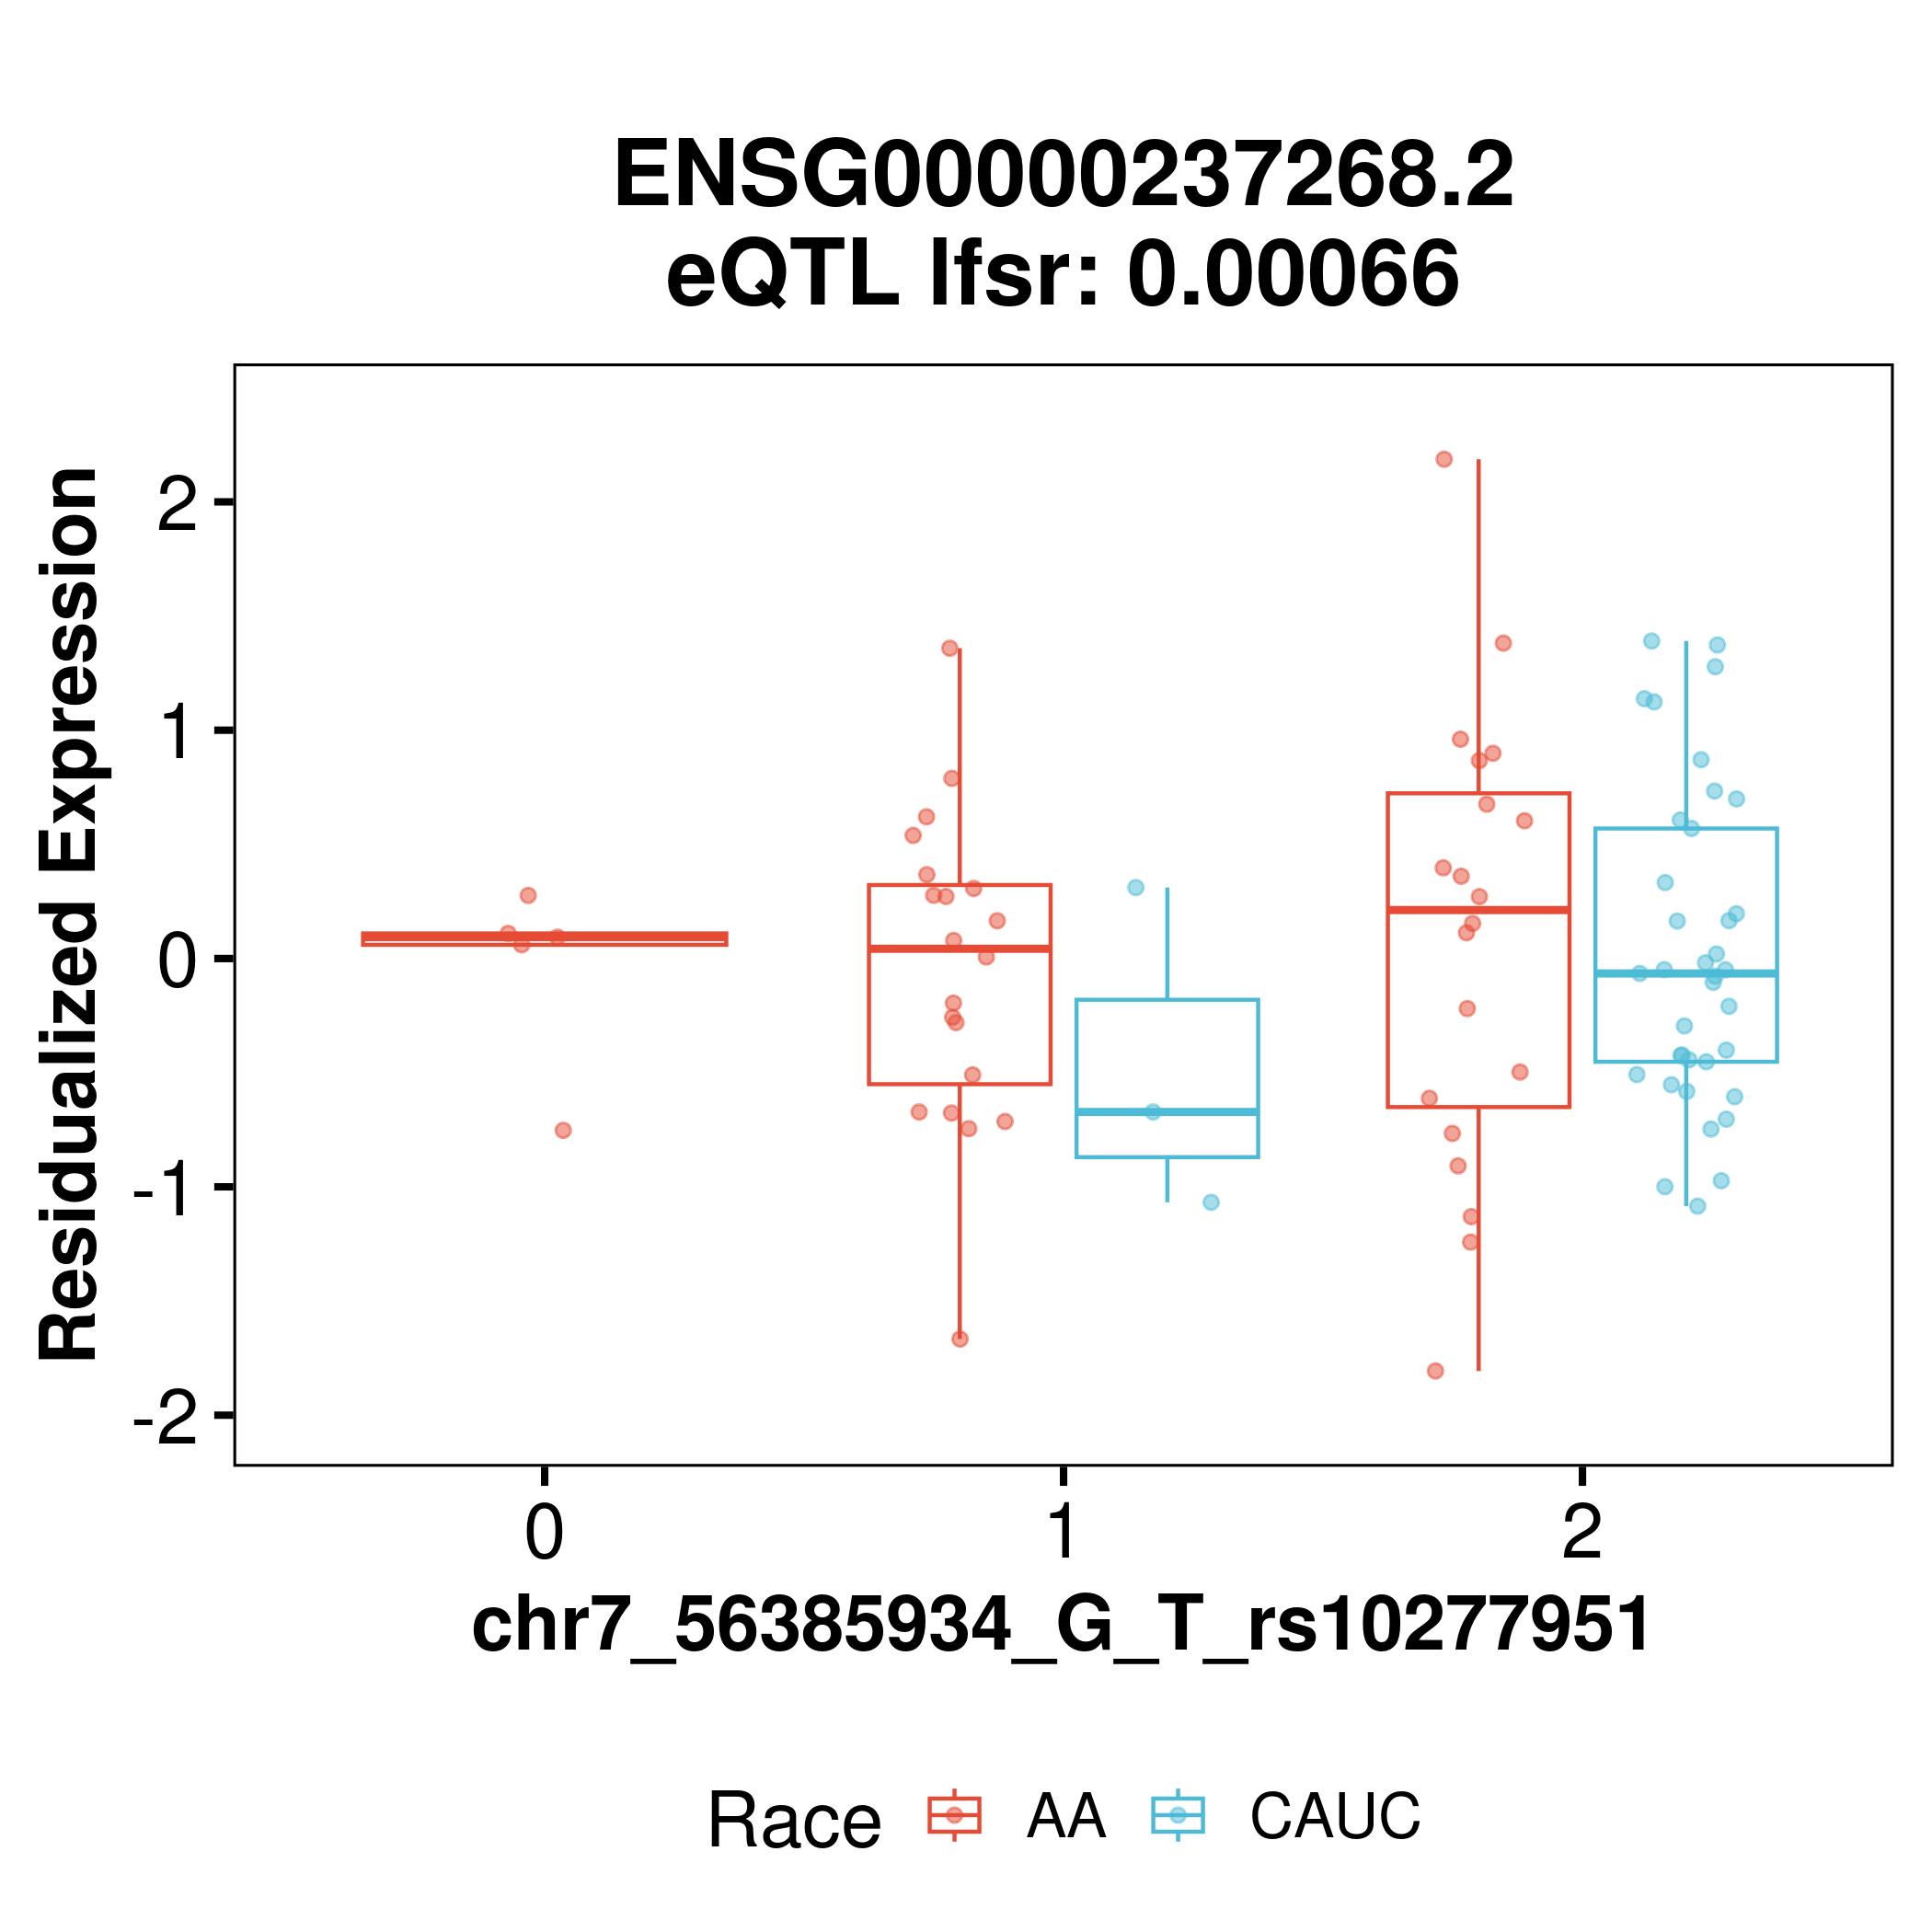 ENSG00000237268.2
eQTL lfsr: 0.00066
Residualized Expression
2
1
0
-1
-2
0 1 2
chr7_56385934_G_T_rs10277951
Race AA CAUC